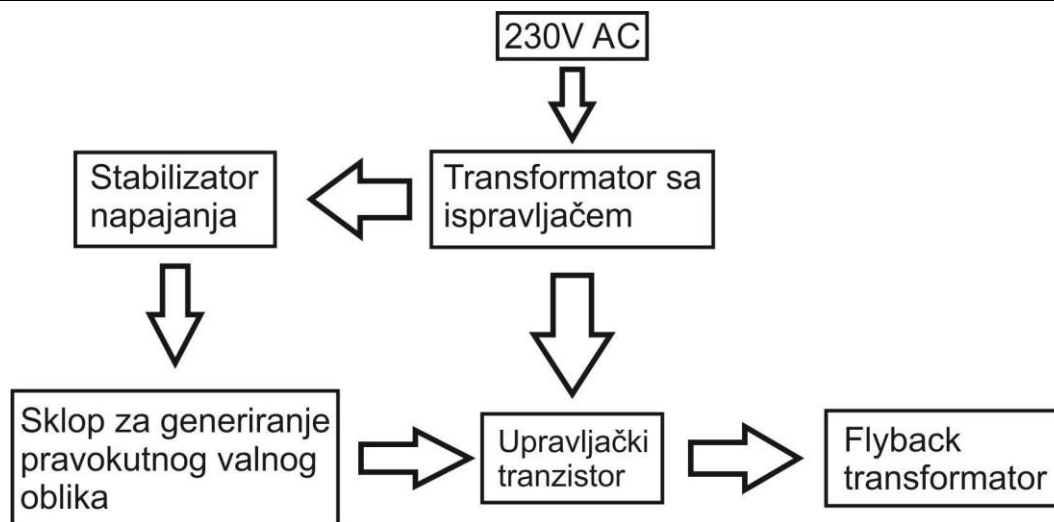 230V AC
Stabilizator
napajanja
Transformator sa
ispravljačem
Sklop za generiranje
pravokutnog valnog
oblika
Upravljački
tranzistor
Flyback
transformator